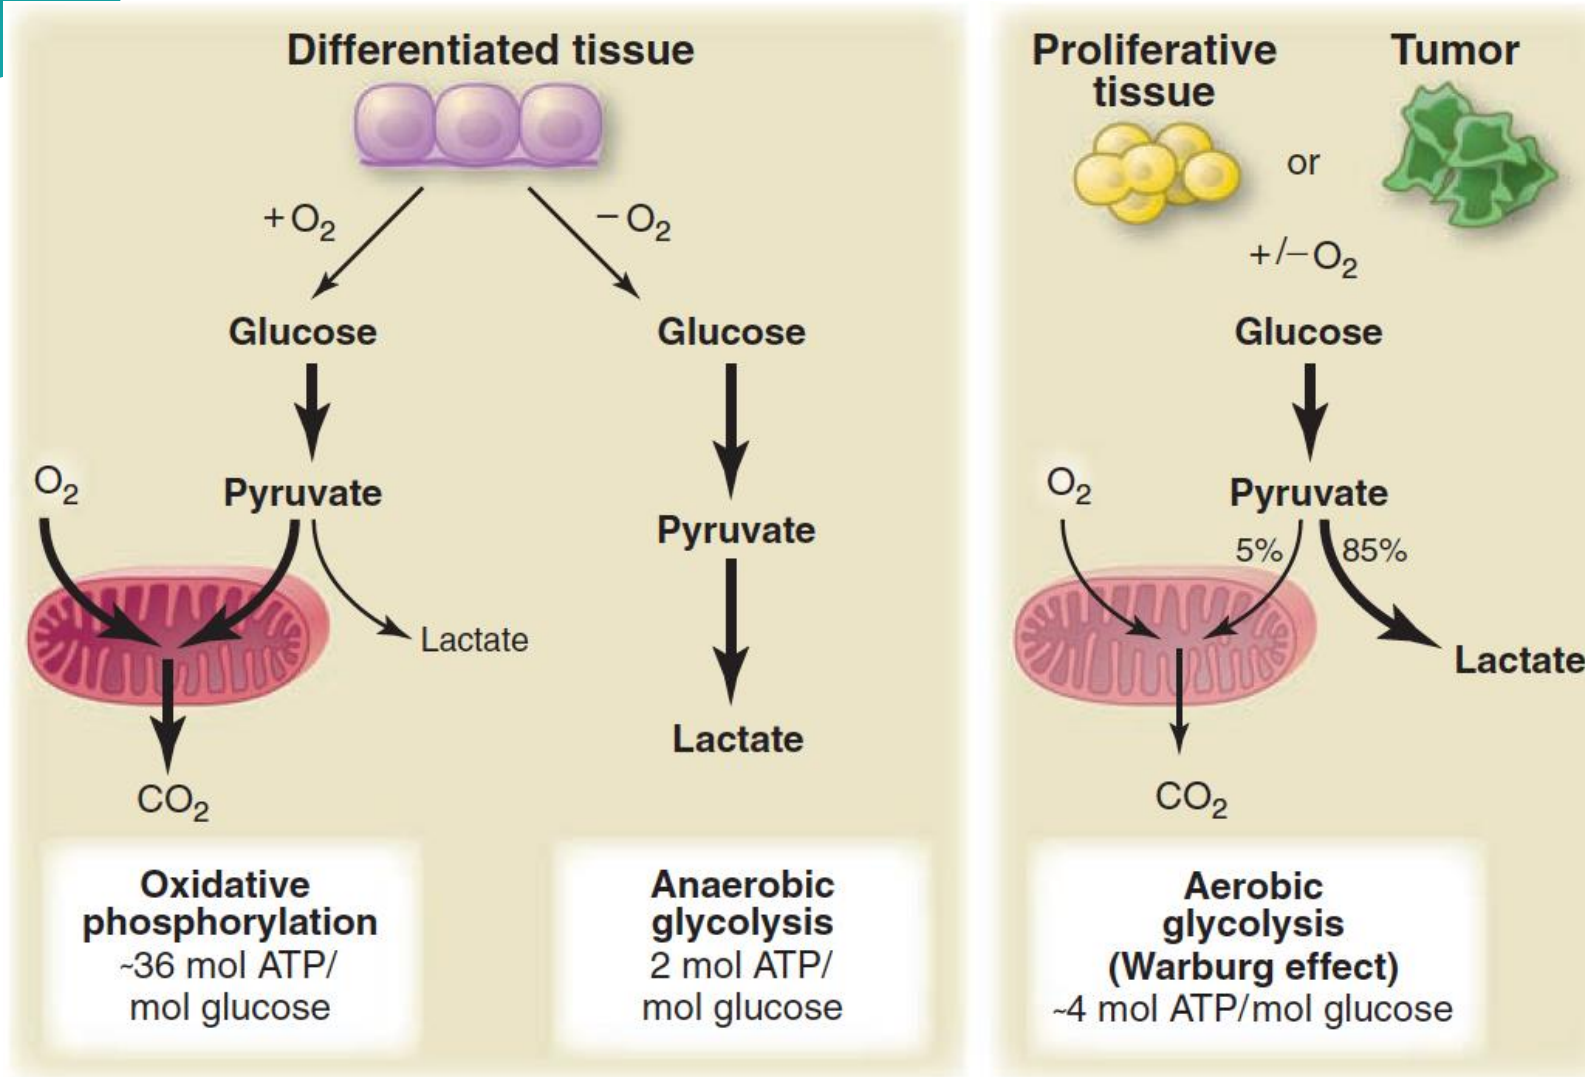 Differentiated tissue
+O₂
−O₂
Glucose
Glucose
O₂
Pyruvate
Pyruvate
Lactate
Lactate
CO₂
Oxidative
phosphorylation
~36 mol ATP/
mol glucose
Anaerobic
glycolysis
2 mol ATP/
mol glucose
Proliferative
tissue
or
Tumor
+/−O₂
Glucose
O₂
Pyruvate
5%
85%
Lactate
CO₂
Aerobic
glycolysis
(Warburg effect)
~4 mol ATP/mol glucose